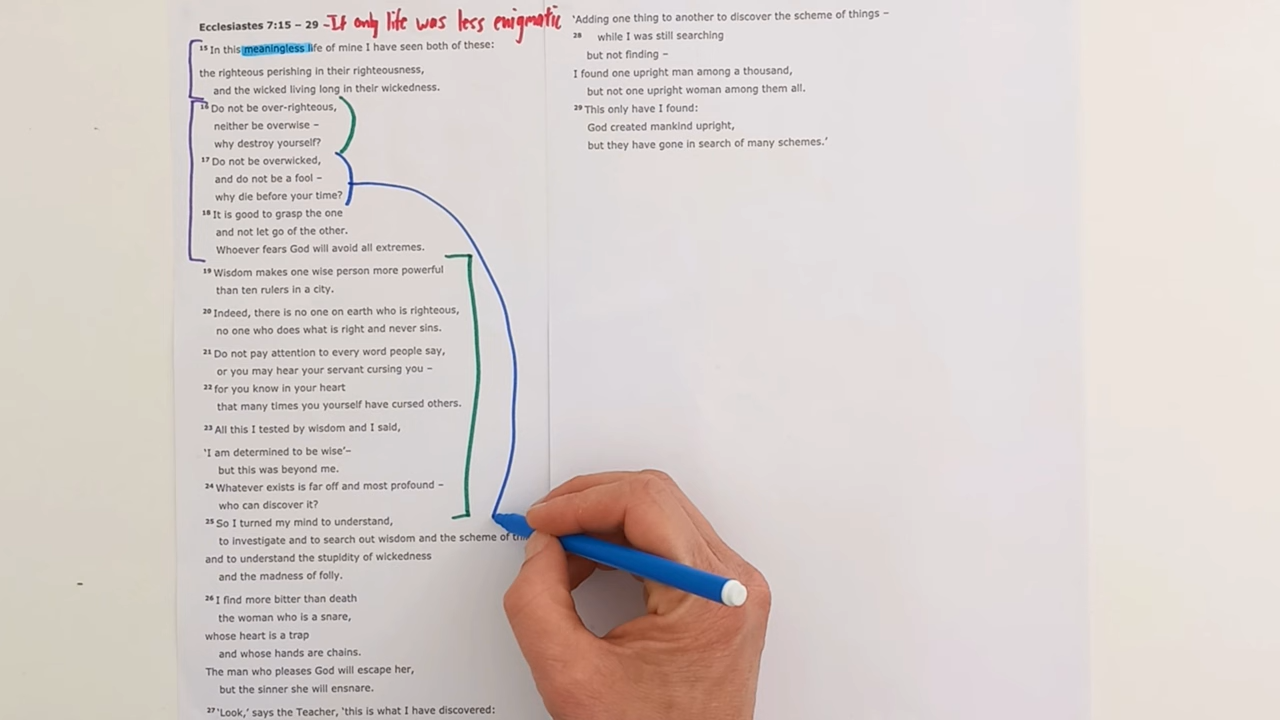 Ecclesiastes 7:15 – 29 - If only life was less enigmatic
15 In this meaningless life of mine I have seen both of these:
the righteous perishing in their righteousness,
and the wicked living long in their wickedness.
16 Do not be over-righteous,
neither be overwise –
why destroy yourself?
17 Do not be overwicked,
and do not be a fool –
why die before your time?
18 It is good to grasp the one
and not let go of the other.
Whoever fears God will avoid all extremes.
19 Wisdom makes one wise person more powerful
than ten rulers in a city.
20 Indeed, there is no one on earth who is righteous,
no one who does what is right and never sins.
21 Do not pay attention to every word people say,
or you may hear your servant cursing you –
22 for you know in your heart
that many times you yourself have cursed others.
23 All this I tested by wisdom and I said,
‘I am determined to be wise’–
but this was beyond me.
24 Whatever exists is far off and most profound –
who can discover it?
25 So I turned my mind to understand,
to investigate and to search out wisdom and the scheme of
and to understand the stupidity of wickedness
and the madness of folly.
26 I find more bitter than death
the woman who is a snare,
whose heart is a trap
and whose hands are chains.
The man who pleases God will escape her,
but the sinner she will ensnare.
27 ‘Look,’ says the Teacher, ‘this is what I have discovered:
‘Adding one thing to another to discover the scheme of things –
28 while I was still searching
but not finding –
I found one upright man among a thousand,
but not one upright woman among them all.
29 This only have I found:
God created mankind upright,
but they have gone in search of many schemes.’